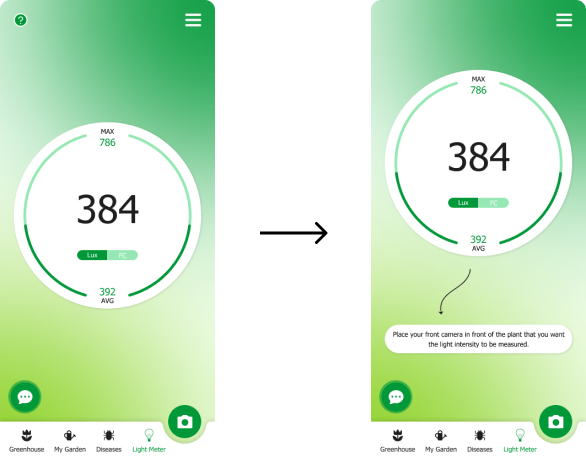 ?
MAX
786
384
Lux FC
392
AVG
Greenhouse My Garden Diseases Light Meter
MAX
786
384
Lux FC
392
AVG
Place your front camera in front of the plant that you want
the light intensity to be measured.
Greenhouse My Garden Diseases Light Meter